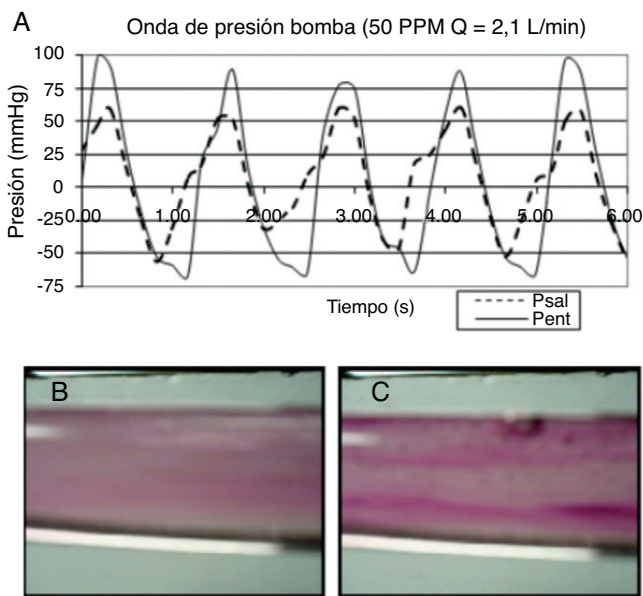 A
Onda de presión bomba (50 PPM Q = 2,1 L/min)
Presión (mmHg)
100
75
50
25
0
-25
-50
-75
0.00 1.00 2.00 3.00 4.00 5.00 6.00
Tiempo (s)
Psal
Pent
B
C